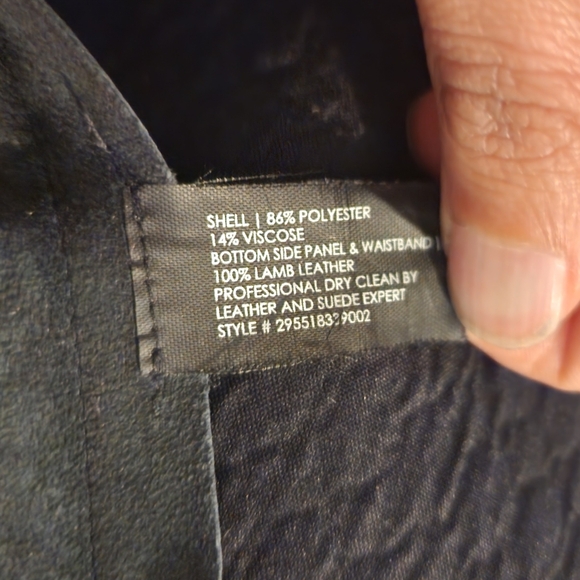 SHELL | 86% POLYESTER
14% VISCOSE
BOTTOM SIDE PANEL & WAISTBAND |
100% LAMB LEATHER
PROFESSIONAL DRY CLEAN BY
LEATHER AND SUEDE EXPERT
STYLE #